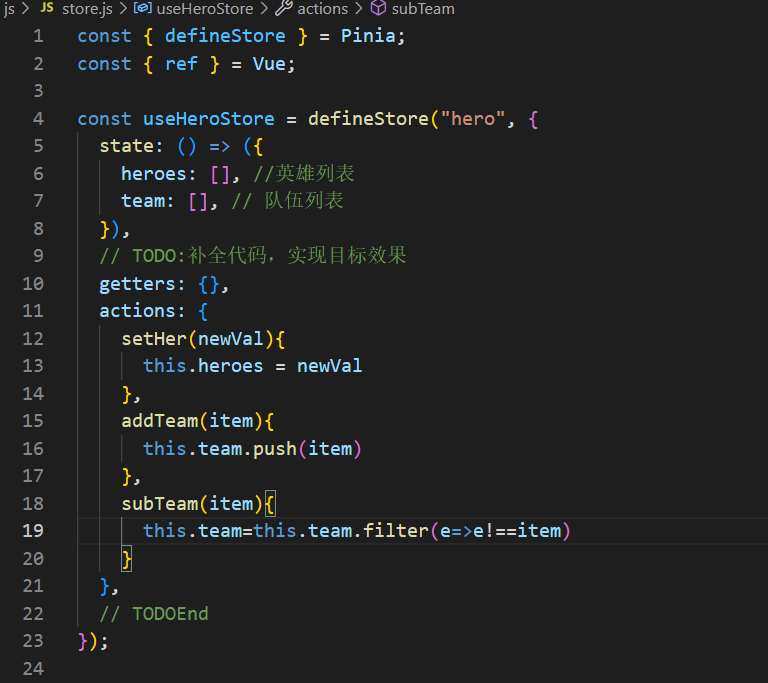 js > JS store.js > useHeroStore > actions > subTeam
1 const { defineStore } = Pinia;
2 const { ref } = Vue;
3
4 const useHeroStore = defineStore("hero", {
5   state: () => ({
6     heroes: [], //英雄列表
7     team: [], // 队伍列表
8   }),
9   // TODO:补全代码，实现目标效果
10   getters: {},
11   actions: {
12     setHer(newVal){
13       this.heroes = newVal
14     },
15     addTeam(item){
16       this.team.push(item)
17     },
18     subTeam(item){
19       this.team=this.team.filter(e=>e!==item)
20     }
21   },
22   // TODOEnd
23 });
24